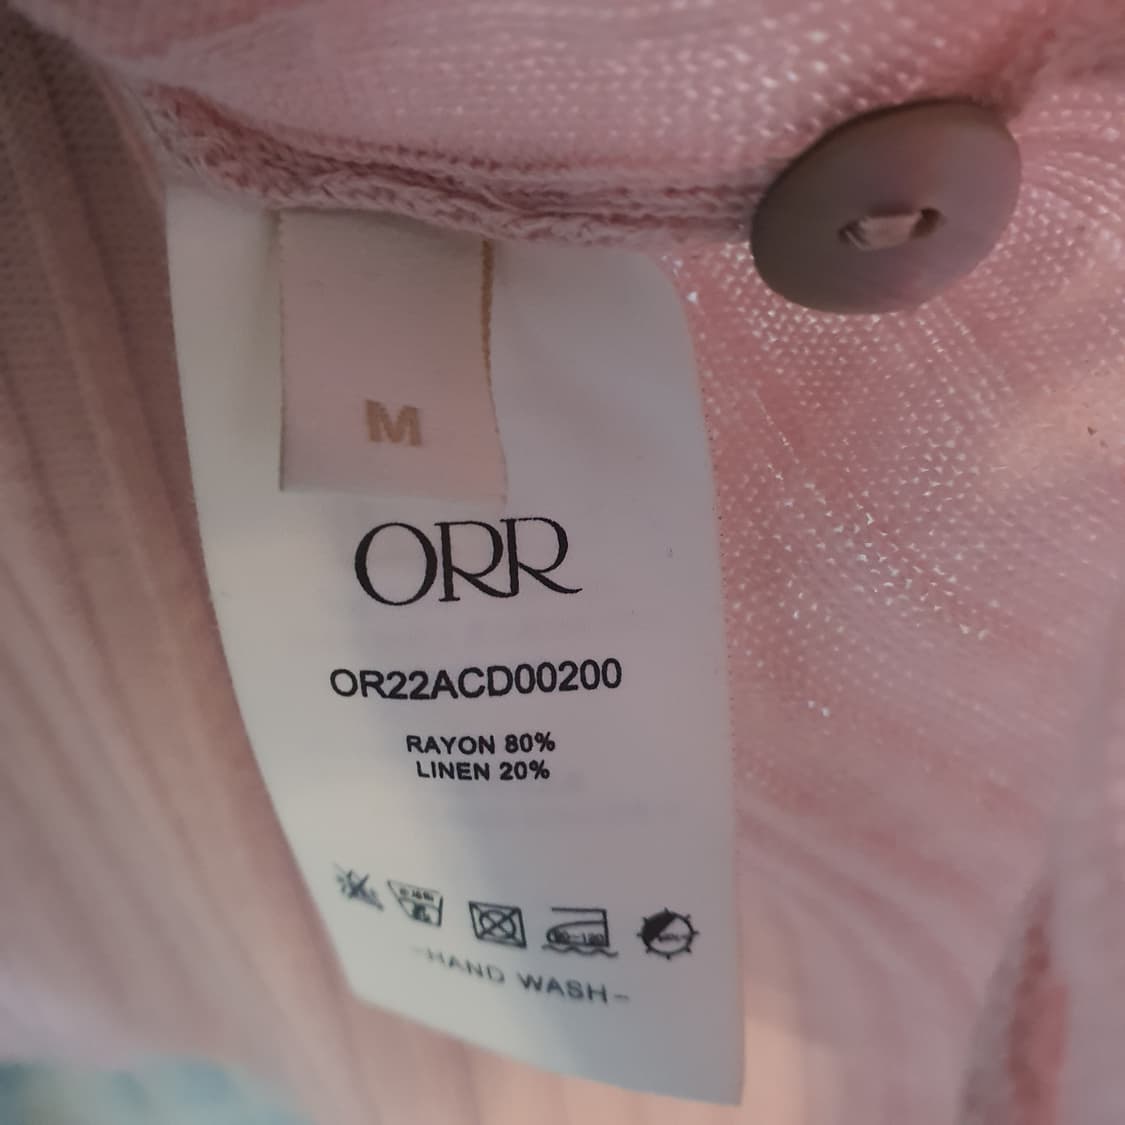 M
ORR
OR22ACD00200
RAYON 80%
LINEN 20%
-HAND WASH-